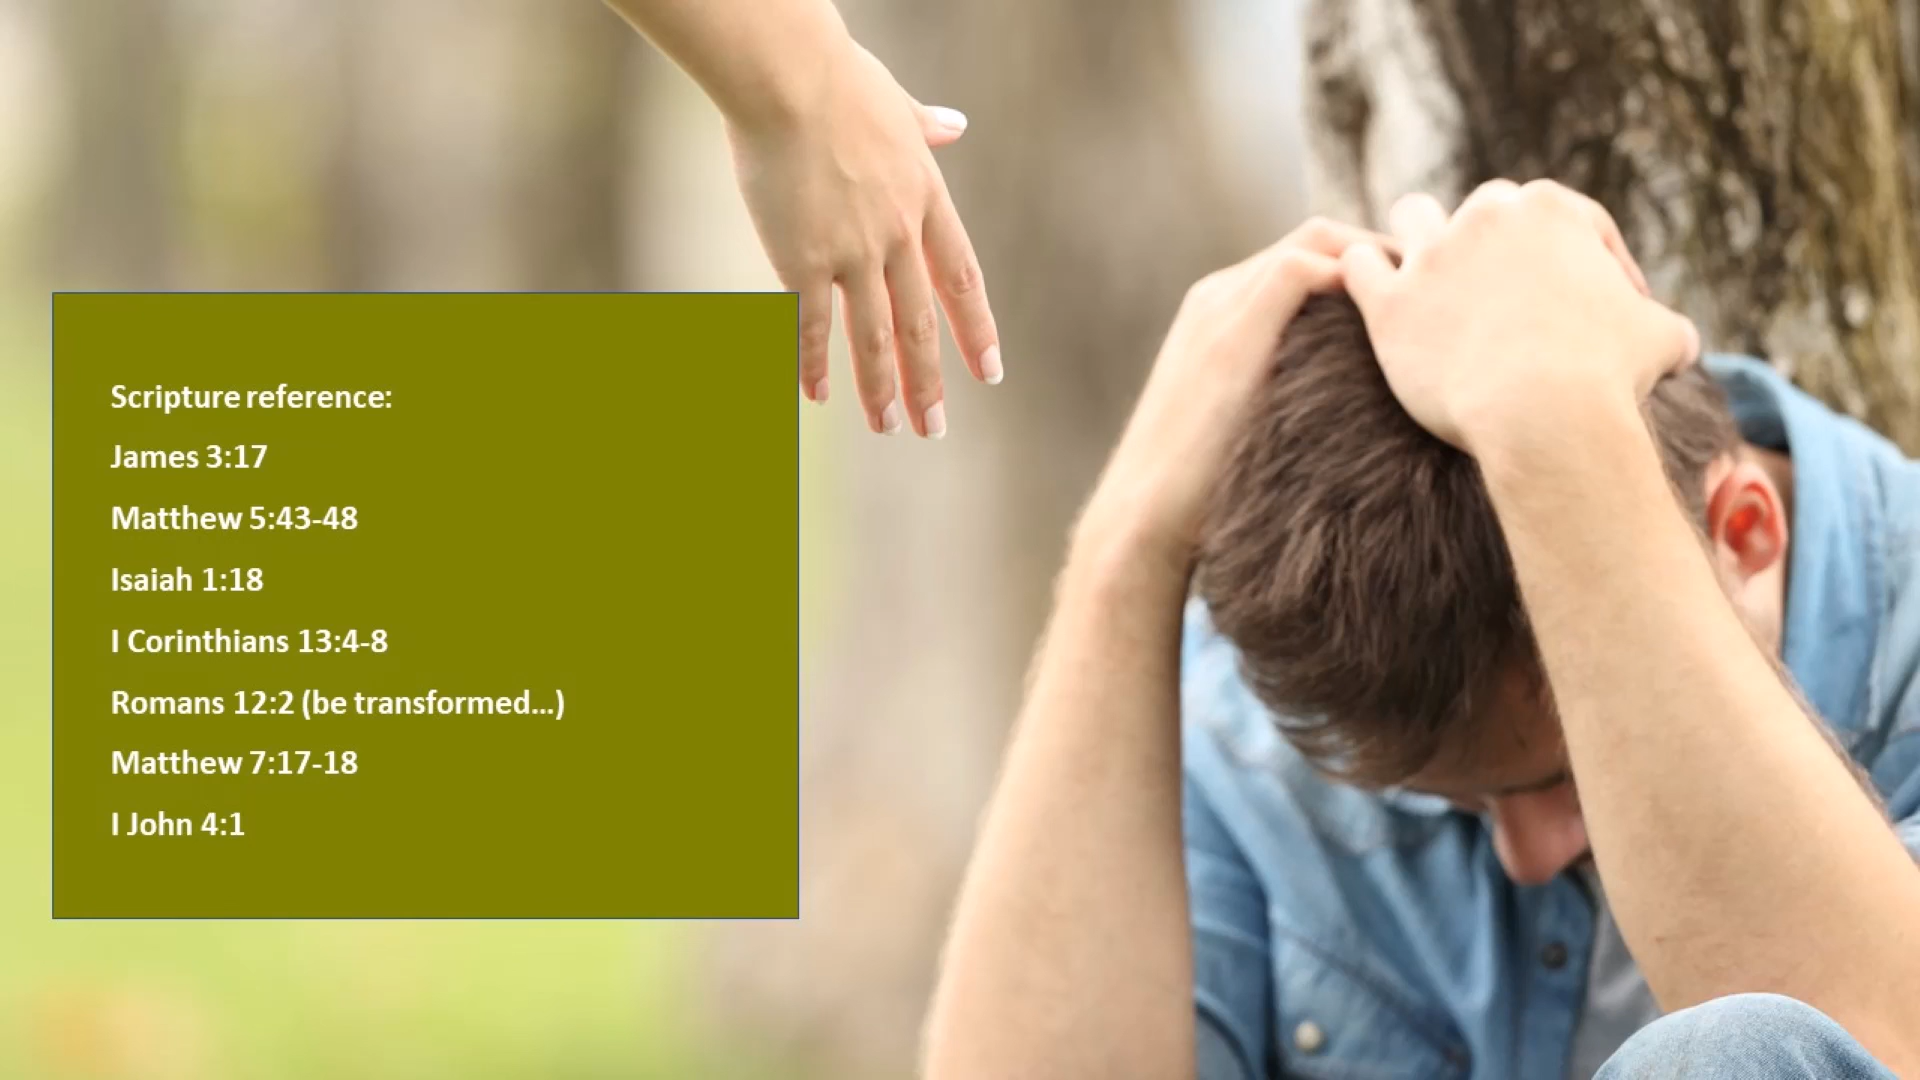 Scripture reference:
James 3:17
Matthew 5:43-48
Isaiah 1:18
I Corinthians 13:4-8
Romans 12:2 (be transformed...)
Matthew 7:17-18
I John 4:1